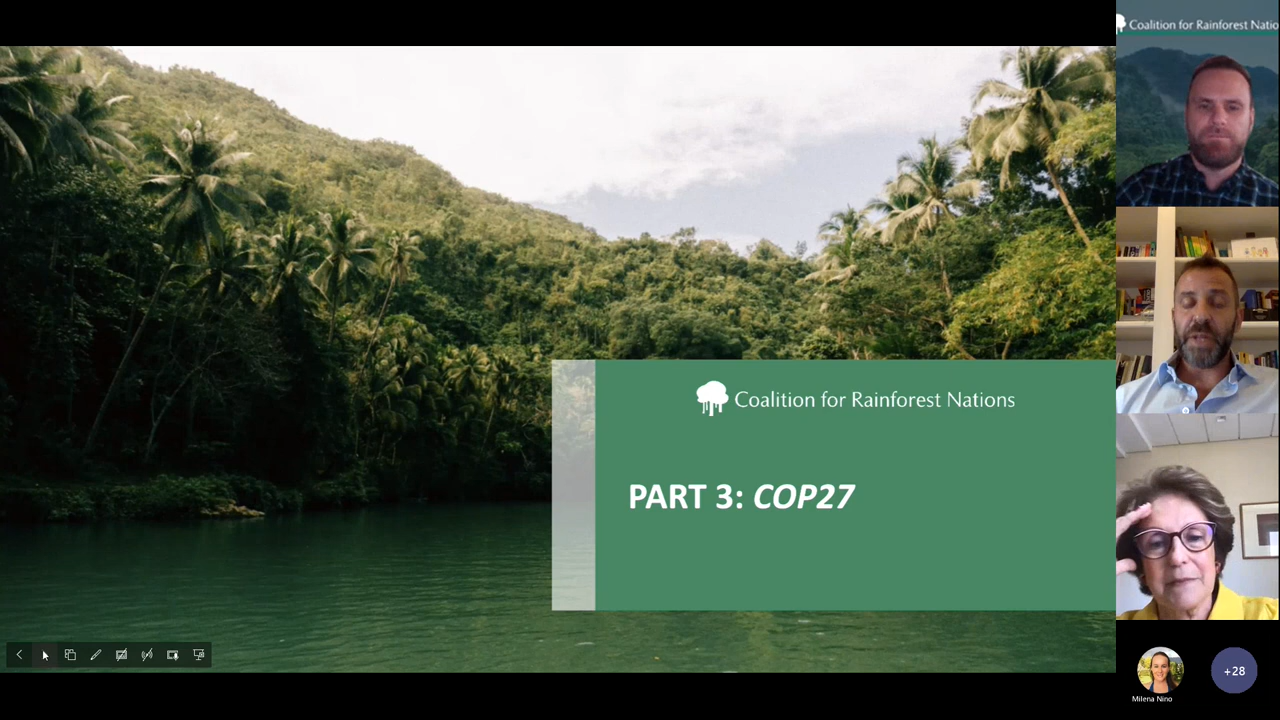 Coalition for Rainforest Nations
PART 3: COP27
Coalition for Rainforest Natio
Milena Nino
+28